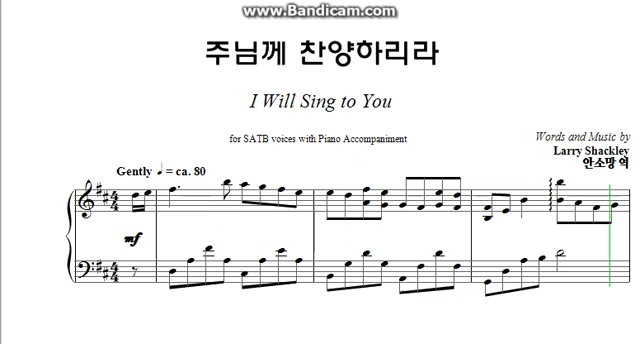 www.Bandicam.com
주님께 찬양하리라
I Will Sing to You
for SATB voices with Piano Accompaniment
Words and Music by
Larry Shackley
안소망 역
Gently ♩ = ca. 80
mf